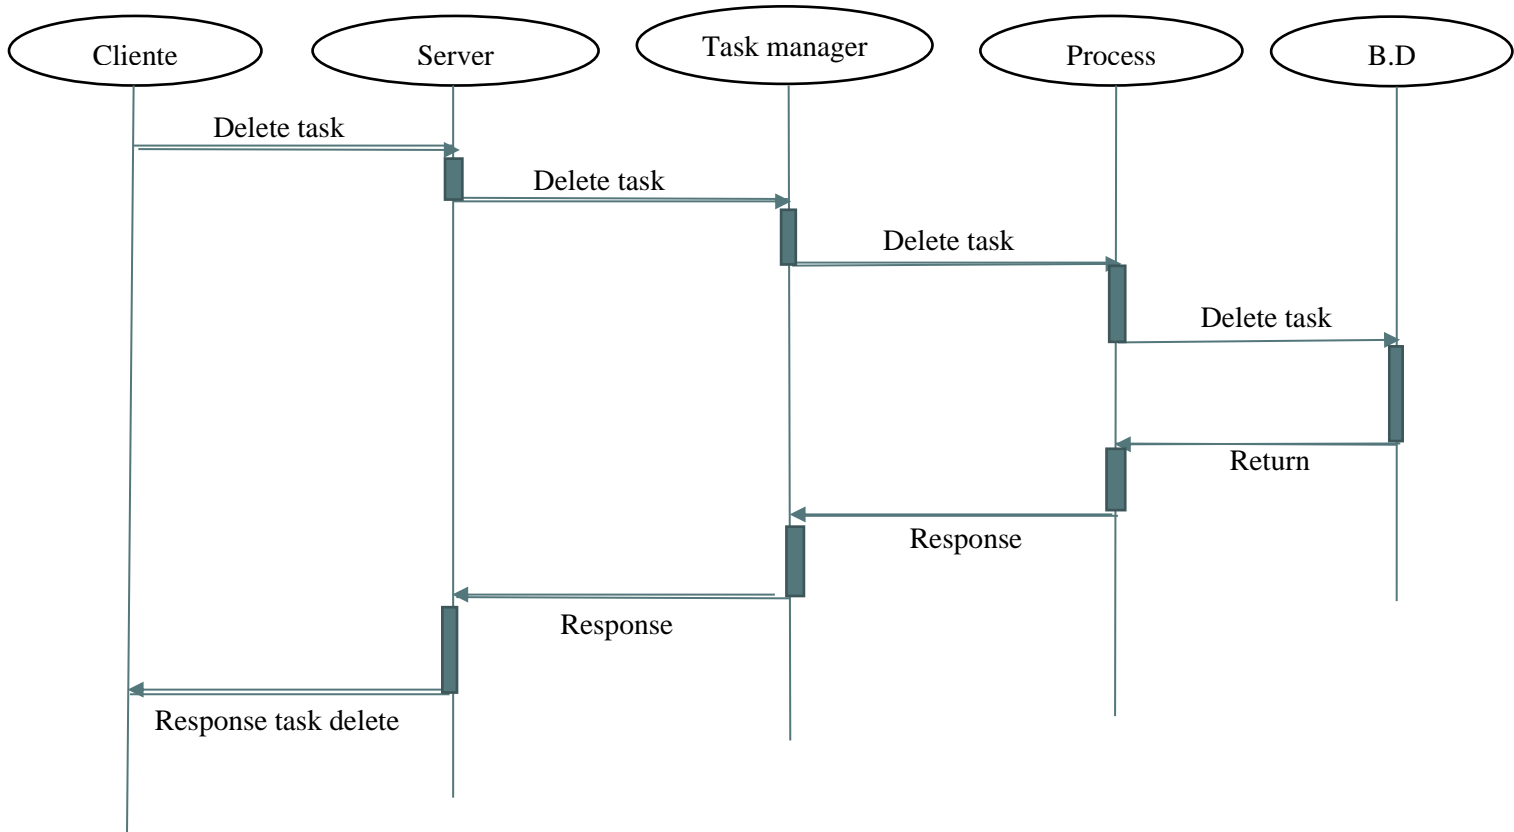 Cliente
Server
Task manager
Process
B.D
Delete task
Delete task
Delete task
Delete task
Return
Response
Response
Response task delete